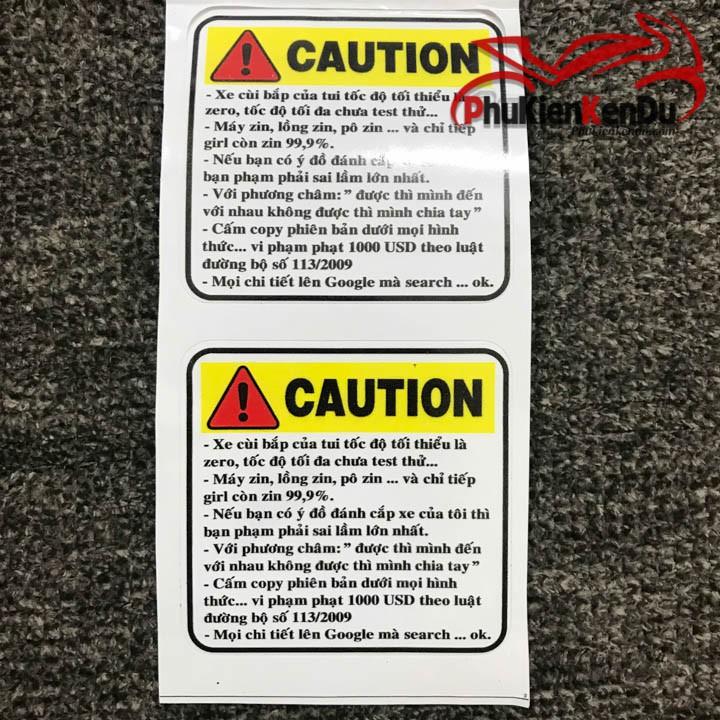 CAUTION
- Xe cùi bắp của tui tốc độ tối thiểu là
zero, tốc độ tối đa chưa test thử...
- Máy zin, lồng zin, pô zin ... và chỉ tiếp
girl còn zin 99,9%.
- Nếu bạn có ý đồ đánh cắp
bạn phạm phải sai lầm lớn nhất.
- Với phương châm:” được thì mình đến
với nhau không được thì mình chia tay”
- Cấm copy phiên bản dưới mọi hình
thức... vi phạm phạt 1000 USD theo luật
đường bộ số 113/2009
- Mọi chi tiết lên Google mà search ... ok.
PhuKienKenDu
Phukienkendu.com
CAUTION
- Xe cùi bắp của tui tốc độ tối thiểu là
zero, tốc độ tối đa chưa test thử...
- Máy zin, lồng zin, pô zin ... và chỉ tiếp
girl còn zin 99,9%.
- Nếu bạn có ý đồ đánh cắp xe của tôi thì
bạn phạm phải sai lầm lớn nhất.
- Với phương châm:” được thì mình đến
với nhau không được thì mình chia tay”
- Cấm copy phiên bản dưới mọi hình
thức... vi phạm phạt 1000 USD theo luật
đường bộ số 113/2009
- Mọi chi tiết lên Google mà search ... ok.